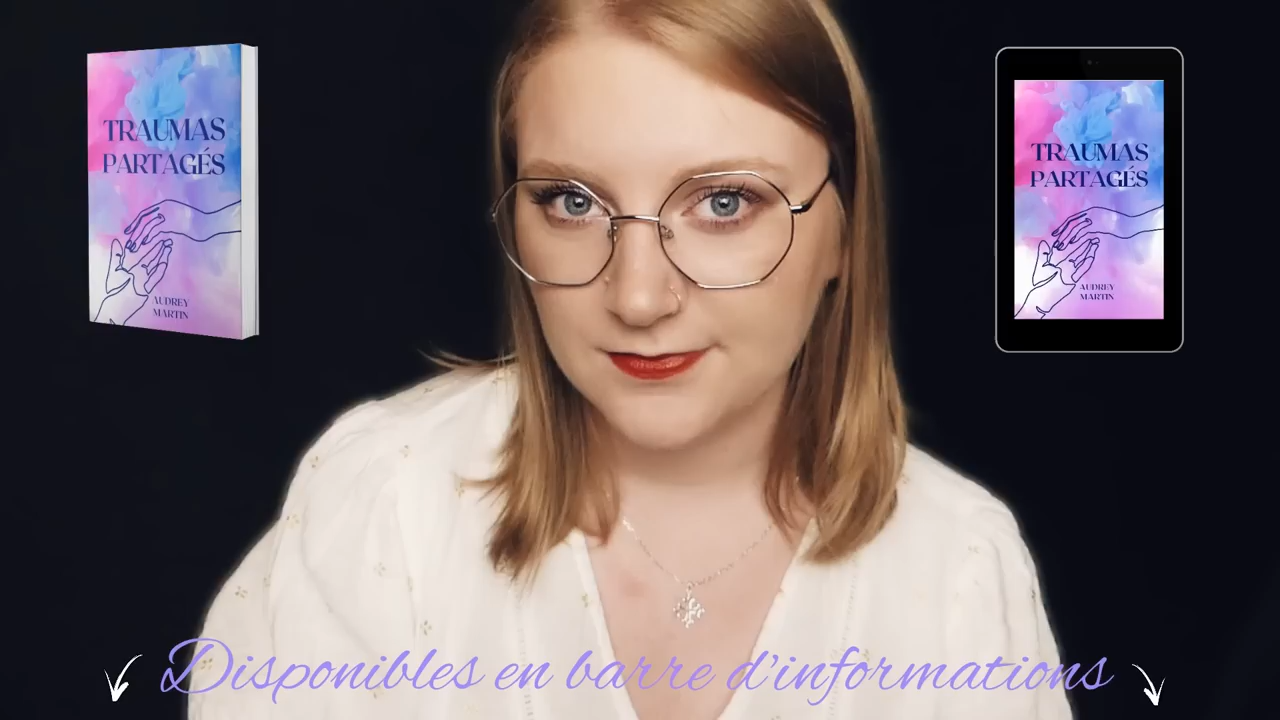 TRAUMAS
PARTAGÉS
AUDREY
MARTIN
TRAUMAS
PARTAGÉS
AUDREY
MARTIN
Disponibles en barre d'informations